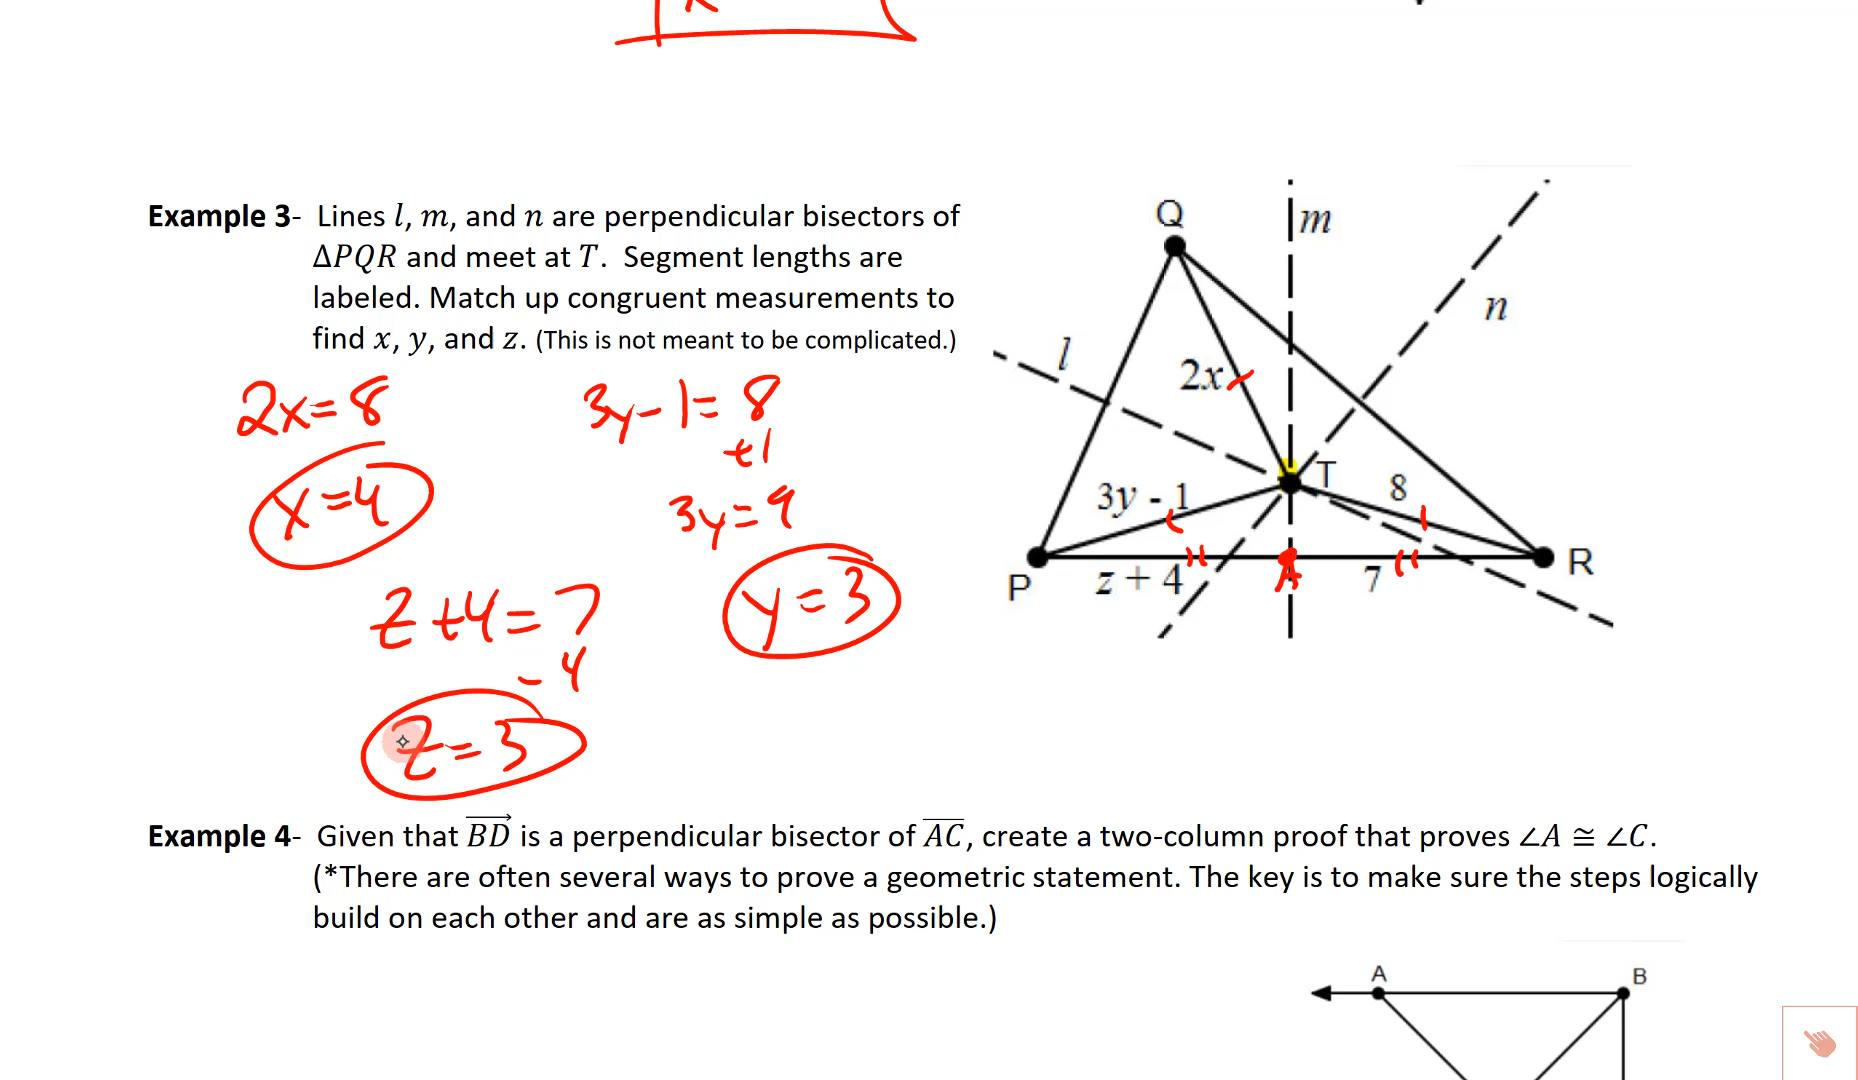 Example 3- Lines l, m, and n are perpendicular bisectors of
ΔPQR and meet at T. Segment lengths are
labeled. Match up congruent measurements to
find x, y, and z. (This is not meant to be complicated.)
2x=8
x=4
3y-1=8
+1
3y=9
y=3
z+4=7
-4
z=3
Q
m
n
l
2x
T
8
3y - 1
P
z + 4
A
7
R
Example 4- Given that BD is a perpendicular bisector of AC, create a two-column proof that proves ∠A ≅ ∠C.
(*There are often several ways to prove a geometric statement. The key is to make sure the steps logically
build on each other and are as simple as possible.)
A
B